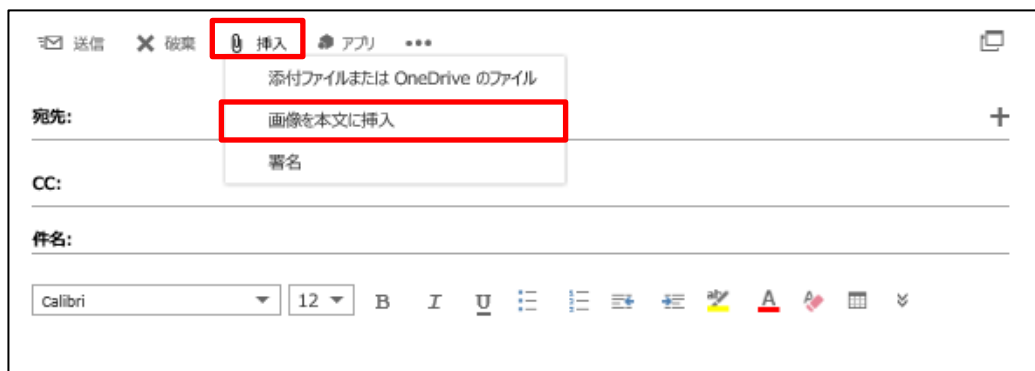 送信 破棄 挿入 アプリ •••
添付ファイルまたは OneDrive のファイル
宛先:
画像を本文に挿入
署名
CC:
件名:
Calibri 12 B I U